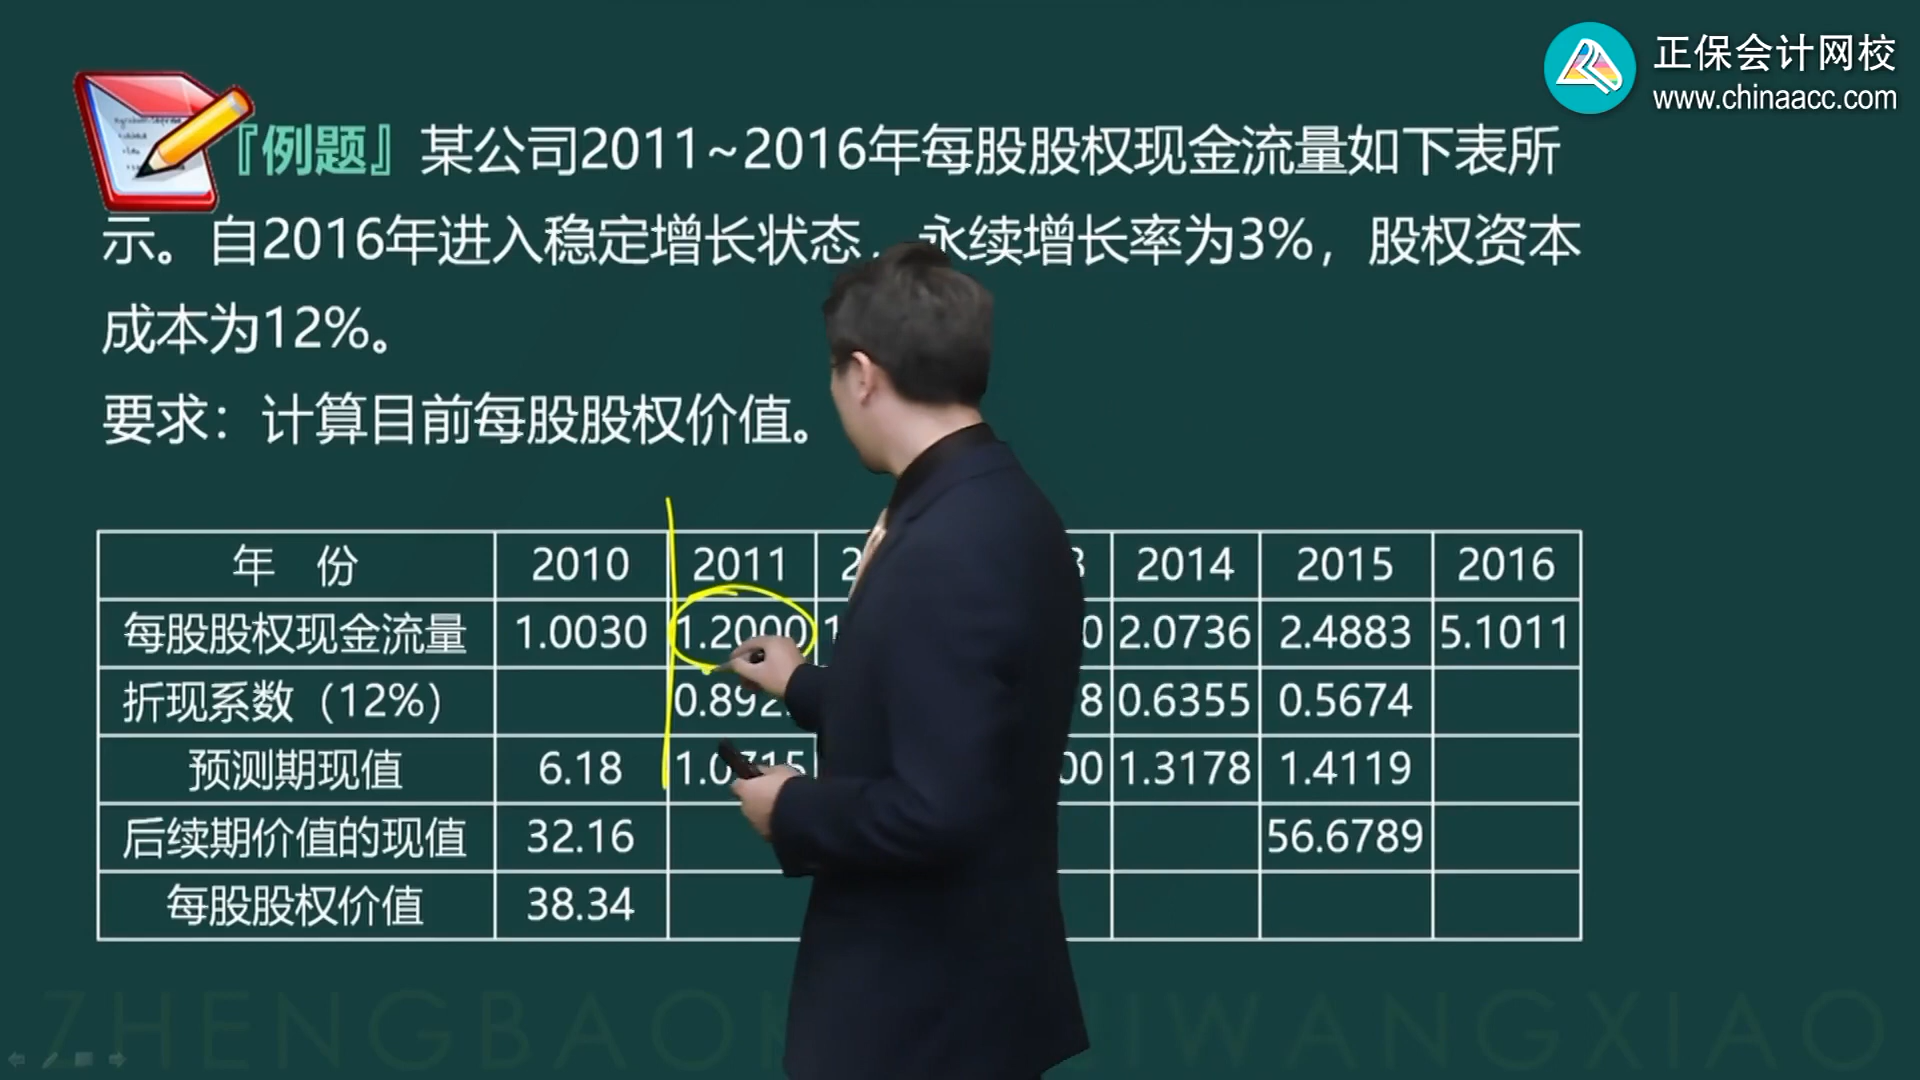 正保会计网校
www.chinaacc.com
『例题』某公司2011~2016年每股股权现金流量如下表所
示。自2016年进入稳定增长状态，永续增长率为3%，股权资本
成本为12%。
要求：计算目前每股股权价值。
年 份 2010 2011 2014 2015 2016
每股股权现金流量 1.0030 1.2000 2.0736 2.4883 5.1011
折现系数（12%） 0.6355 0.5674
预测期现值 6.18 1.0715 1.3178 1.4119
后续期价值的现值 32.16 56.6789
每股股权价值 38.34